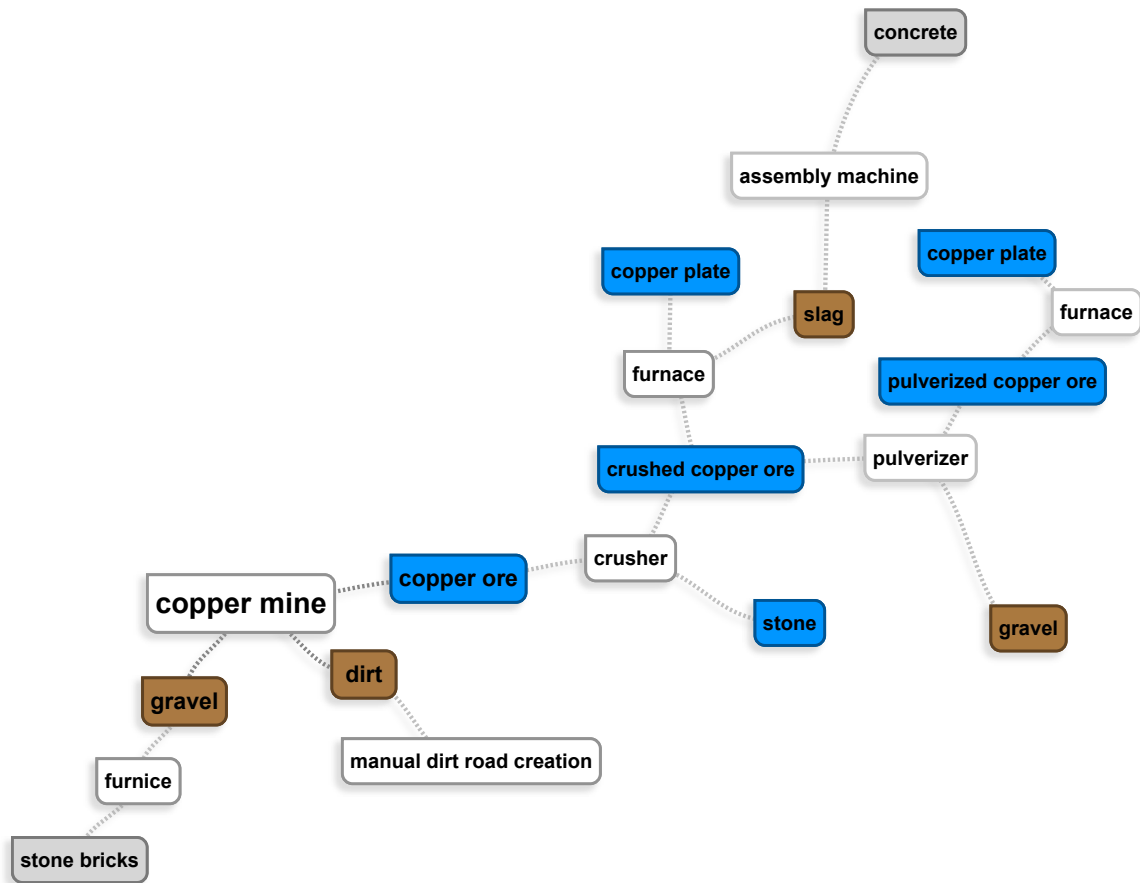 concrete
assembly machine
copper plate
copper plate
slag
furnace
furnace
pulverized copper ore
crushed copper ore
pulverizer
crusher
copper ore
copper mine
stone
gravel
dirt
gravel
manual dirt road creation
furnice
stone bricks